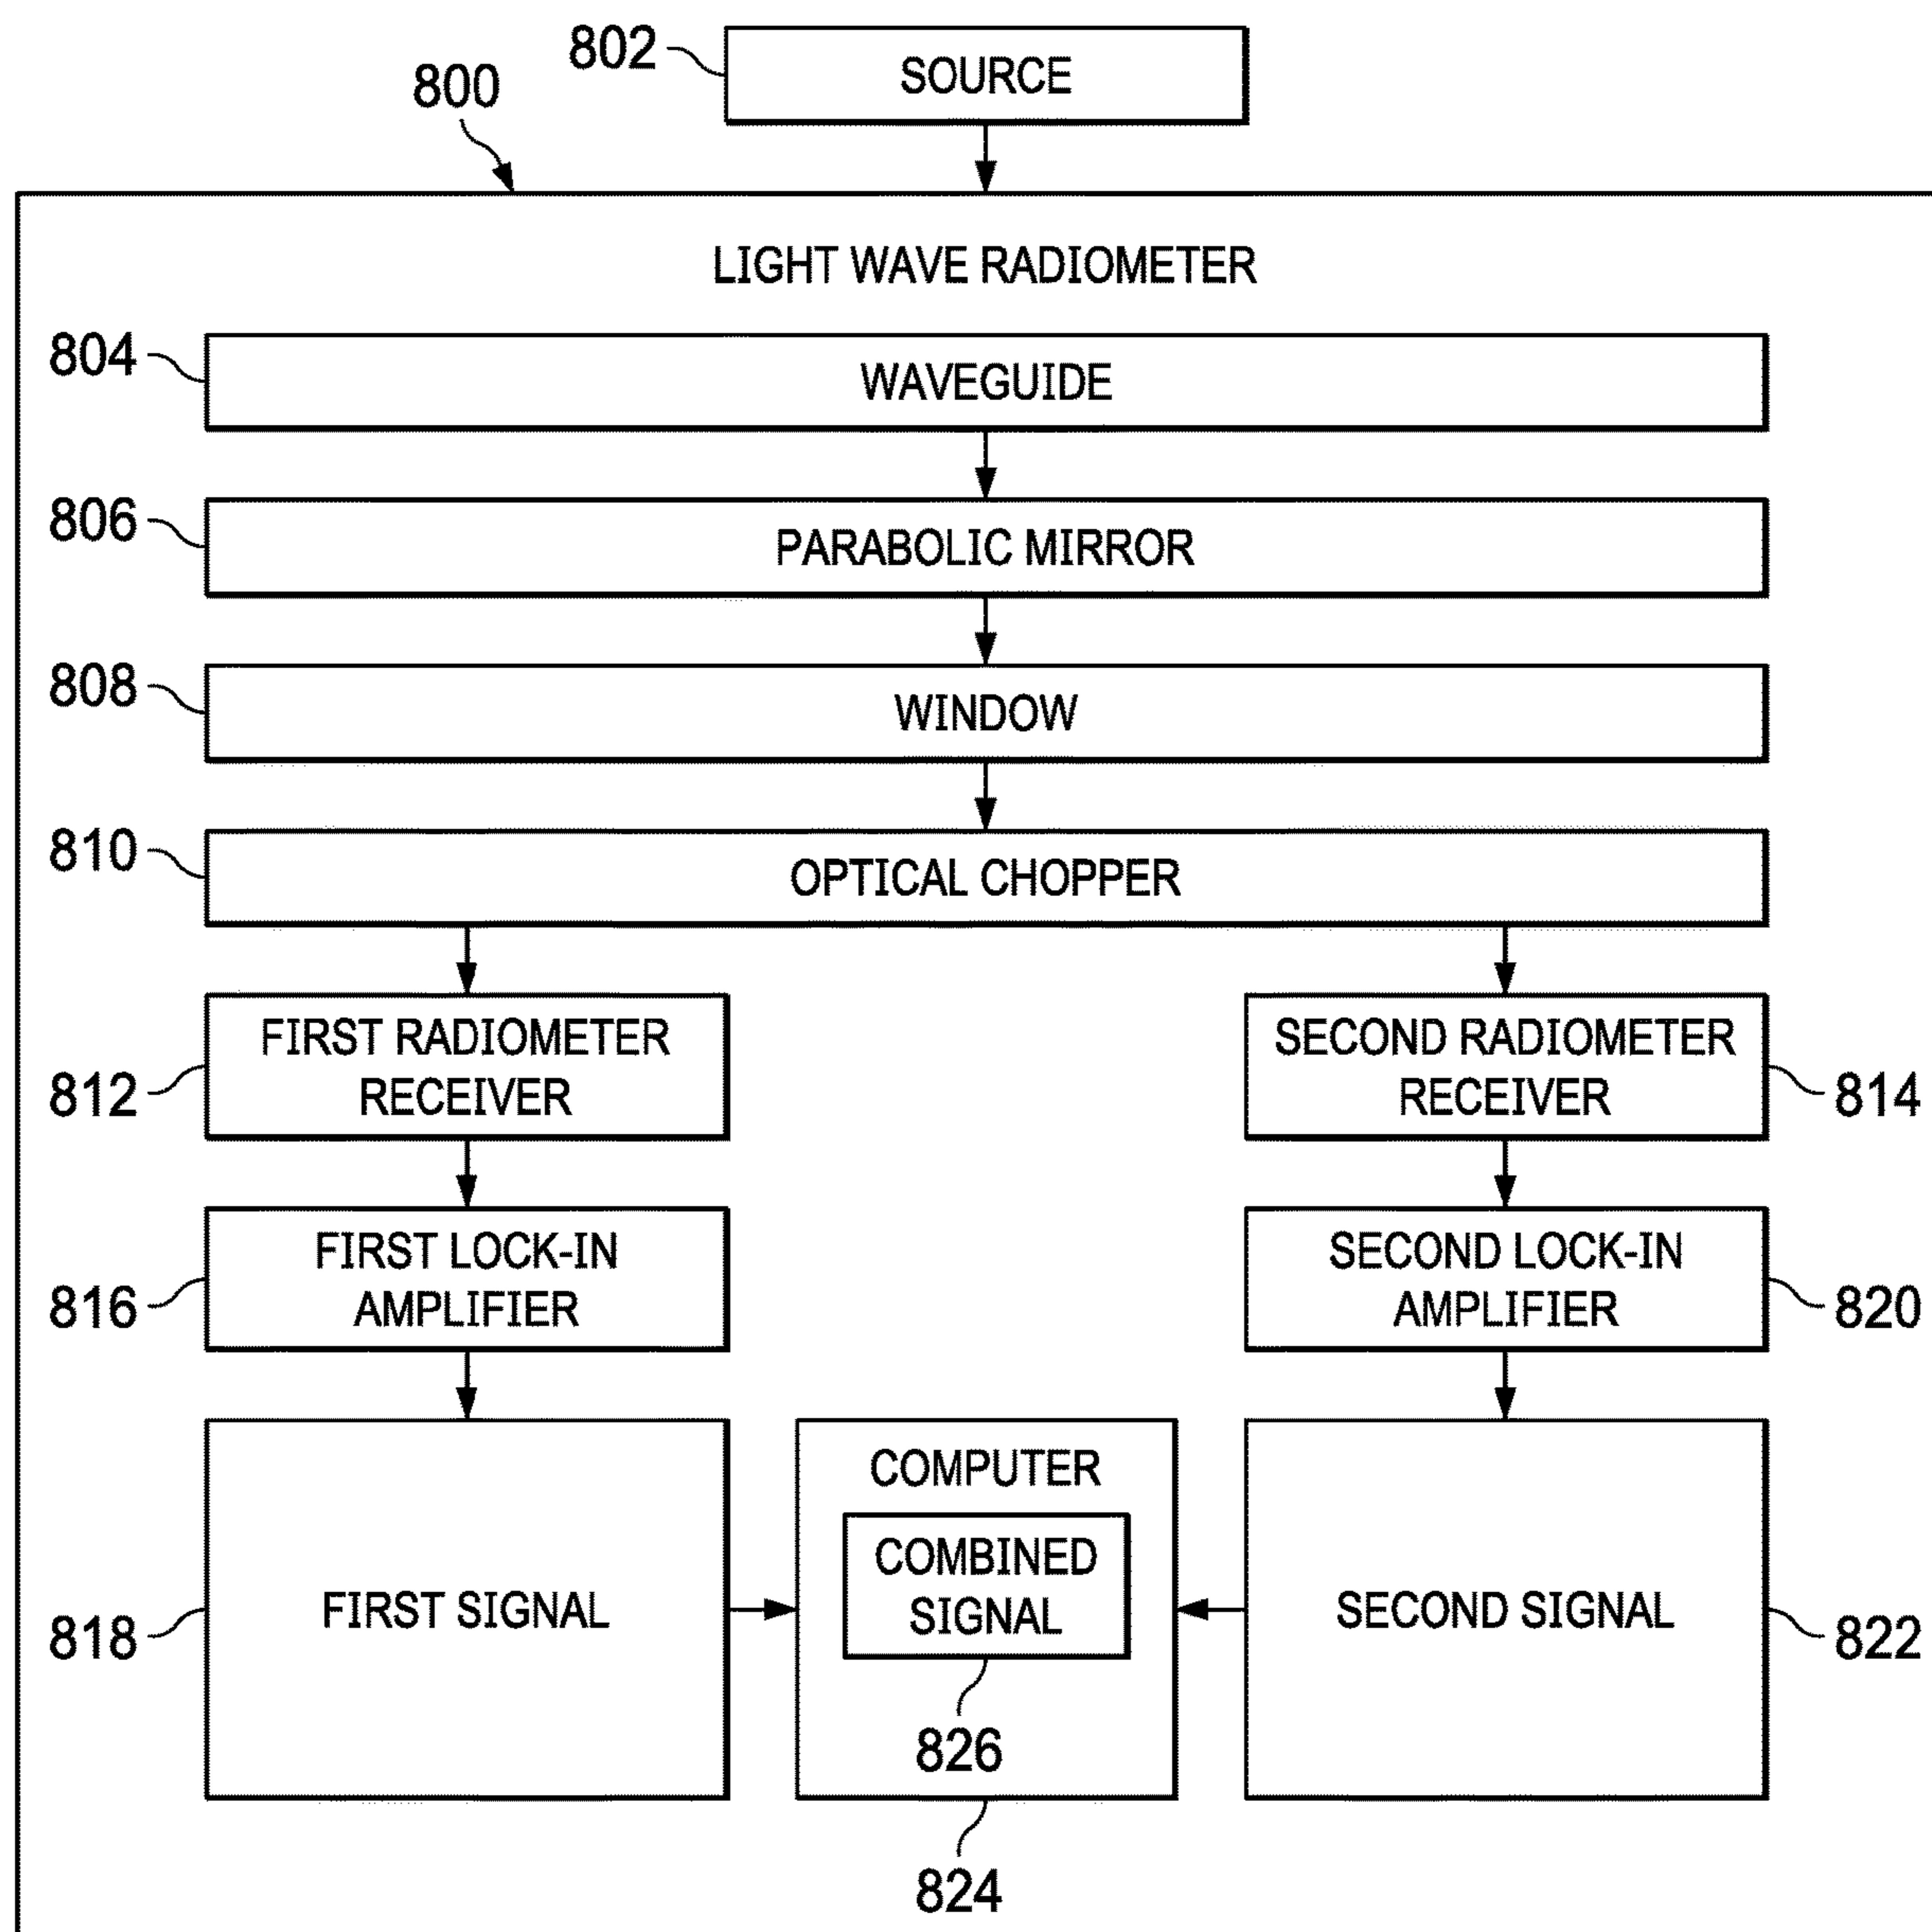 802
SOURCE
800
LIGHT WAVE RADIOMETER
804
WAVEGUIDE
806
PARABOLIC MIRROR
808
WINDOW
810
OPTICAL CHOPPER
FIRST RADIOMETER
RECEIVER
812
SECOND RADIOMETER
RECEIVER
814
FIRST LOCK-IN
AMPLIFIER
816
SECOND LOCK-IN
AMPLIFIER
820
FIRST SIGNAL
818
COMPUTER
COMBINED
SIGNAL
826
824
SECOND SIGNAL
822